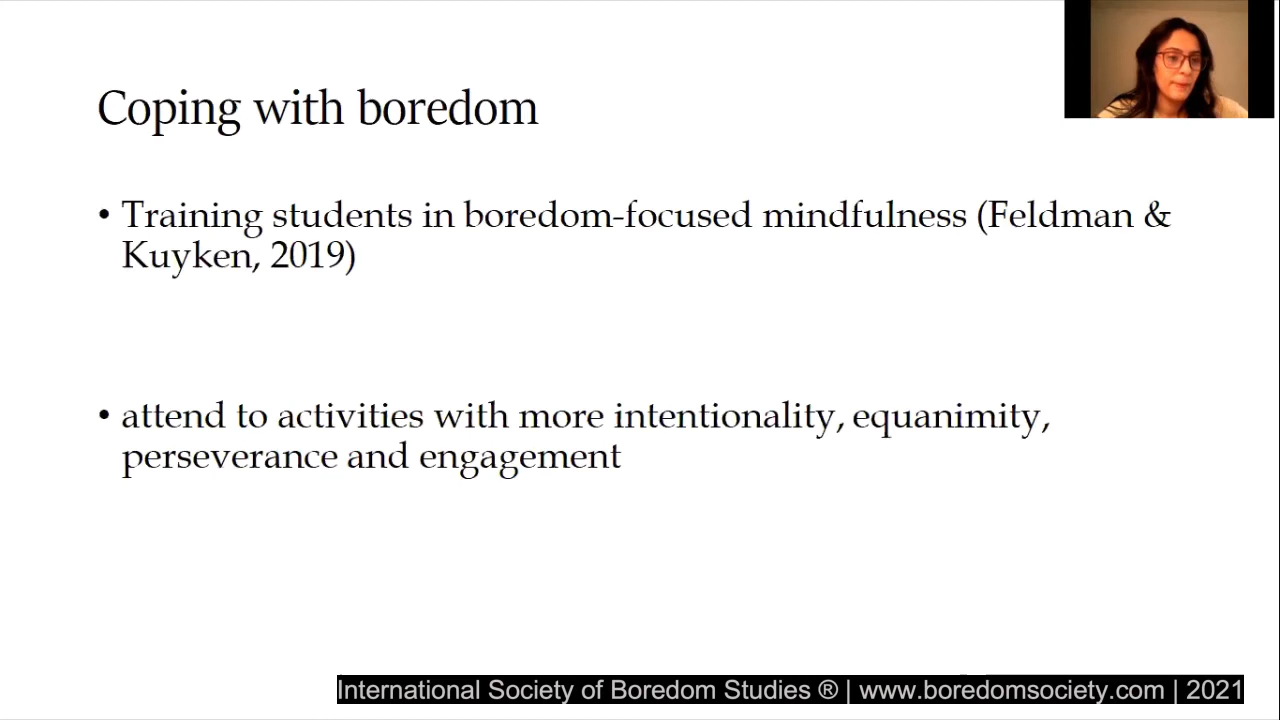 Coping with boredom
• Training students in boredom-focused mindfulness (Feldman &
Kuyken, 2019)
• attend to activities with more intentionality, equanimity,
perseverance and engagement
International Society of Boredom Studies ® | www.boredomsociety.com | 2021